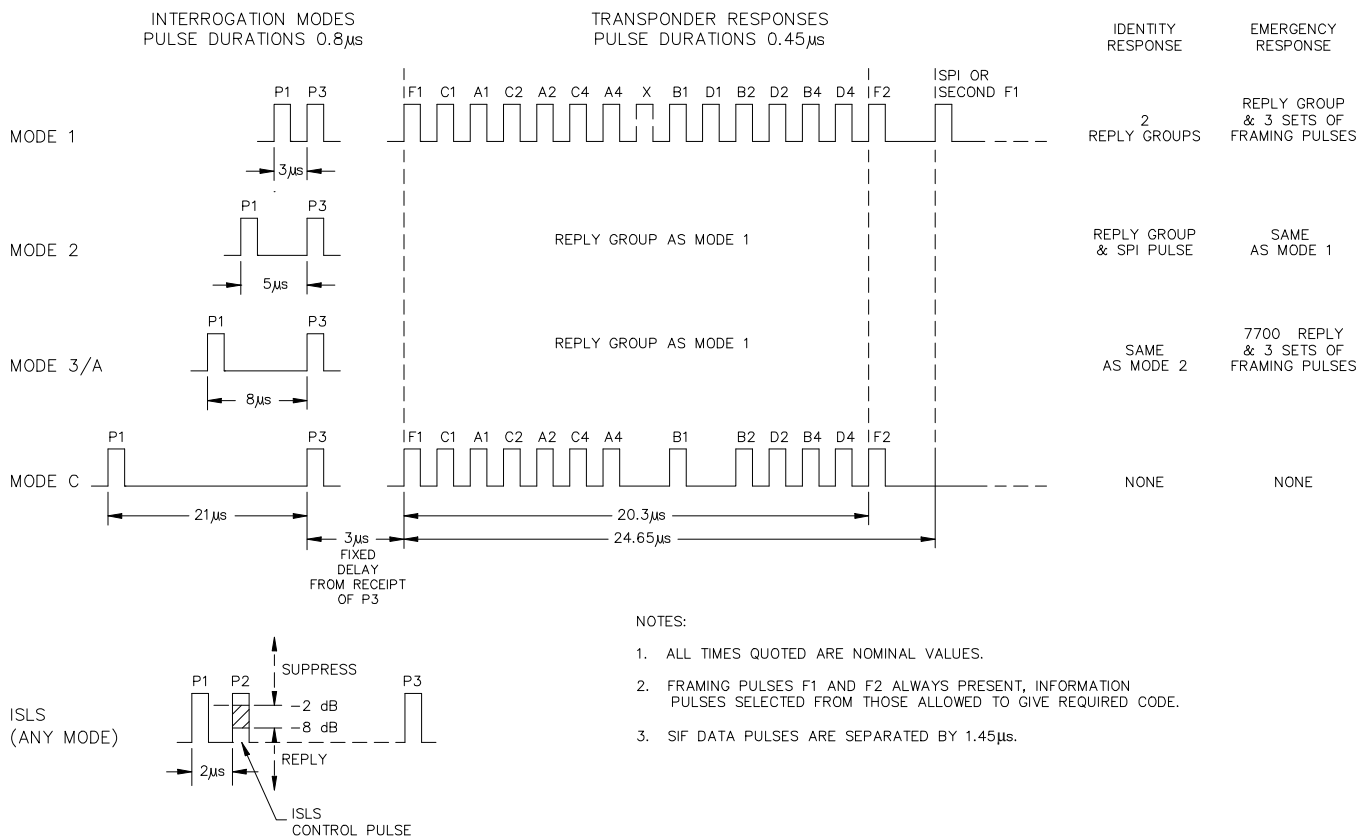 INTERROGATION MODES
PULSE DURATIONS 0.8µs
TRANSPONDER RESPONSES
PULSE DURATIONS 0.45µs
IDENTITY
RESPONSE
EMERGENCY
RESPONSE
MODE 1
P1 P3
3µs
F1 C1 A1 C2 A2 C4 A4 X B1 D1 B2 D2 B4 D4 F2
SPI OR
SECOND F1
2
REPLY GROUPS
REPLY GROUP
& 3 SETS OF
FRAMING PULSES
MODE 2
P1 P3
5µs
REPLY GROUP AS MODE 1
REPLY GROUP
& SPI PULSE
SAME
AS MODE 1
MODE 3/A
P1 P3
8µs
REPLY GROUP AS MODE 1
SAME
AS MODE 2
7700 REPLY
& 3 SETS OF
FRAMING PULSES
MODE C
P1 P3
21µs
F1 C1 A1 C2 A2 C4 A4 B1 B2 D2 B4 D4 F2
NONE
NONE
20.3µs
3µs
24.65µs
FIXED
DELAY
FROM RECEIPT
OF P3
ISLS
(ANY MODE)
P1 P2 P3
SUPPRESS
-2 dB
-8 dB
REPLY
2µs
ISLS
CONTROL PULSE
NOTES:
1. ALL TIMES QUOTED ARE NOMINAL VALUES.
2. FRAMING PULSES F1 AND F2 ALWAYS PRESENT, INFORMATION
PULSES SELECTED FROM THOSE ALLOWED TO GIVE REQUIRED CODE.
3. SIF DATA PULSES ARE SEPARATED BY 1.45µs.